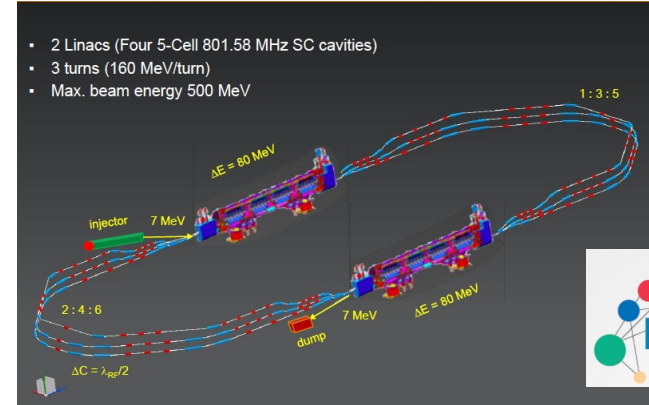 ▪ 2 Linacs (Four 5-Cell 801.58 MHz SC cavities)
▪ 3 turns (160 MeV/turn)
▪ Max. beam energy 500 MeV
1 : 3 : 5
ΔE = 80 MeV
injector
7 MeV
2 : 4 : 6
7 MeV
ΔE = 80 MeV
dump
ΔC = λRF/2